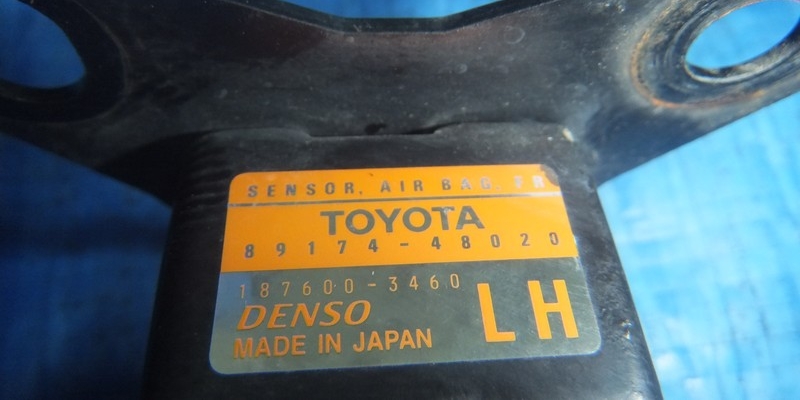 SENSOR, AIR BAG, FR
TOYOTA
89174-48020
187600-3460
DENSO
LH
MADE IN JAPAN